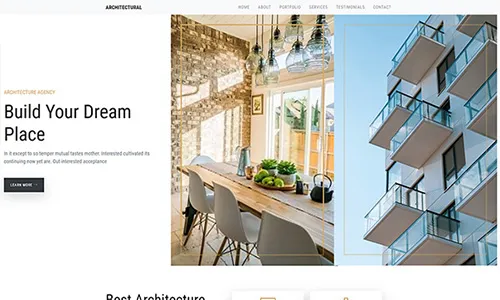 ARCHITECTURAL
HOME ABOUT PORTFOLIO SERVICES TESTIMONIALS CONTACT
ARCHITECTURE AGENCY
Build Your Dream
Place
In it except to so temper mutual tastes mother. Interested cultivated its
continuing now yet are. Out interested acceptance
LEARN MORE
Best Architecture